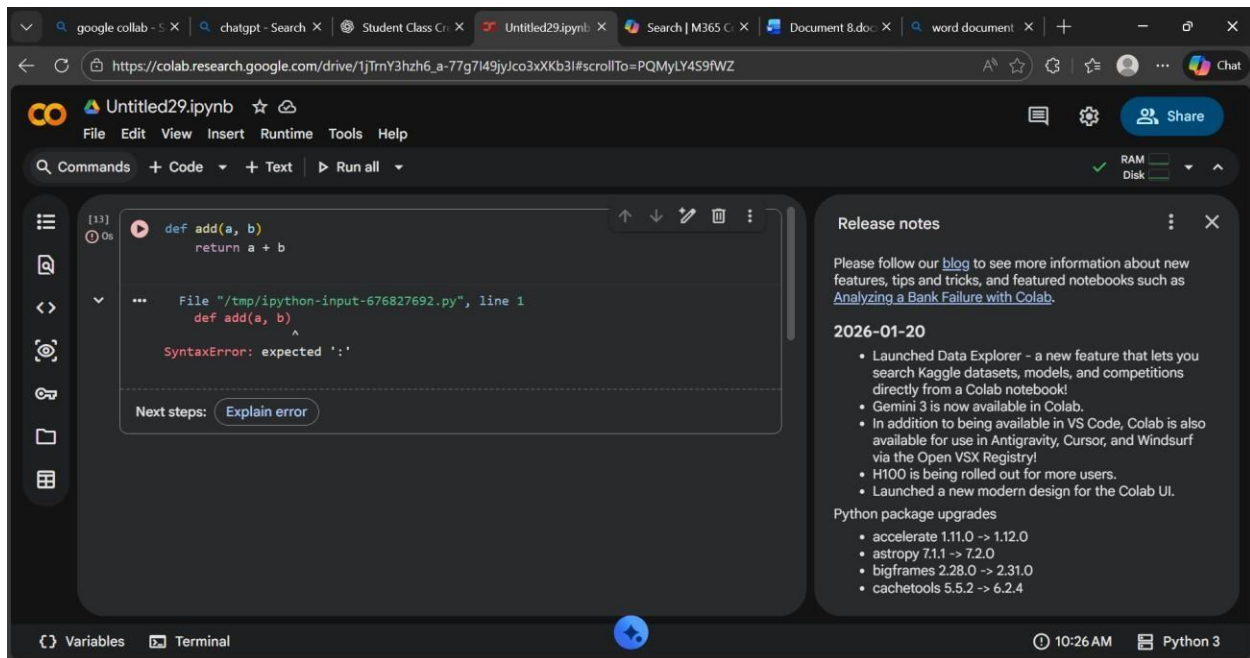 google collab - S
chatgpt - Search
Student Class Cre
Untitled29.ipynb
Search | M365 C
Document 8.doc
word document
https://colab.research.google.com/drive/1jTrnY3hzh6_a-77g7I49jyJco3xXKb3I#scrollTo=PQMyLY4S9fWZ
Chat
CO
Untitled29.ipynb
Share
File Edit View Insert Runtime Tools Help
Commands + Code + Text Run all
RAM
Disk
[13]
0s
def add(a, b)
return a + b
File "/tmp/ipython-input-676827692.py", line 1
def add(a, b)
^
SyntaxError: expected ':'
Next steps: Explain error
Release notes
Please follow our blog to see more information about new
features, tips and tricks, and featured notebooks such as
Analyzing a Bank Failure with Colab.
2026-01-20
• Launched Data Explorer - a new feature that lets you
search Kaggle datasets, models, and competitions
directly from a Colab notebook!
• Gemini 3 is now available in Colab.
• In addition to being available in VS Code, Colab is also
available for use in Antigravity, Cursor, and Windsurf
via the Open VSX Registry!
• H100 is being rolled out for more users.
• Launched a new modern design for the Colab UI.
Python package upgrades
• accelerate 1.11.0 -> 1.12.0
• astropy 7.1.1 -> 7.2.0
• bigframes 2.28.0 -> 2.31.0
• cachetools 5.5.2 -> 6.2.4
Variables Terminal
10:26 AM Python 3